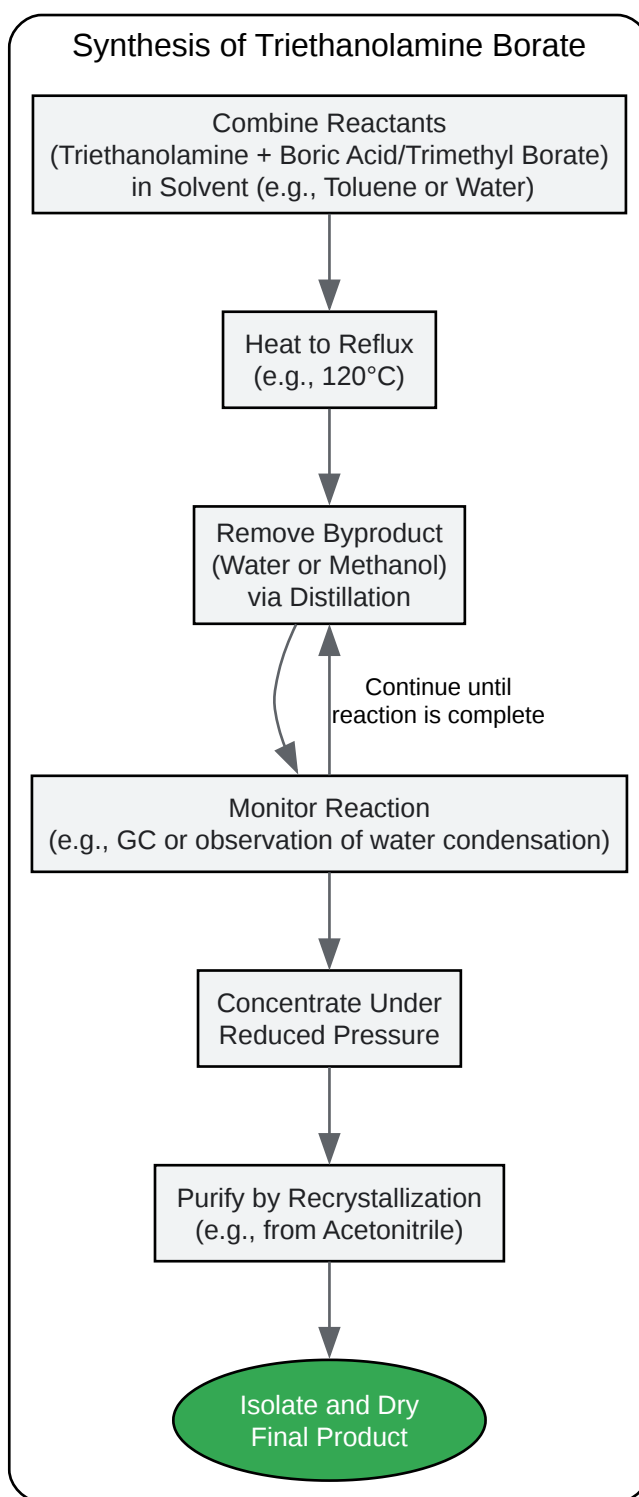 Synthesis of Triethanolamine Borate
Combine Reactants
(Triethanolamine + Boric Acid/Trimethyl Borate)
in Solvent (e.g., Toluene or Water)
Heat to Reflux
(e.g., 120°C)
Remove Byproduct
(Water or Methanol)
via Distillation
Continue until
reaction is complete
Monitor Reaction
(e.g., GC or observation of water condensation)
Concentrate Under
Reduced Pressure
Purify by Recrystallization
(e.g., from Acetonitrile)
Isolate and Dry
Final Product